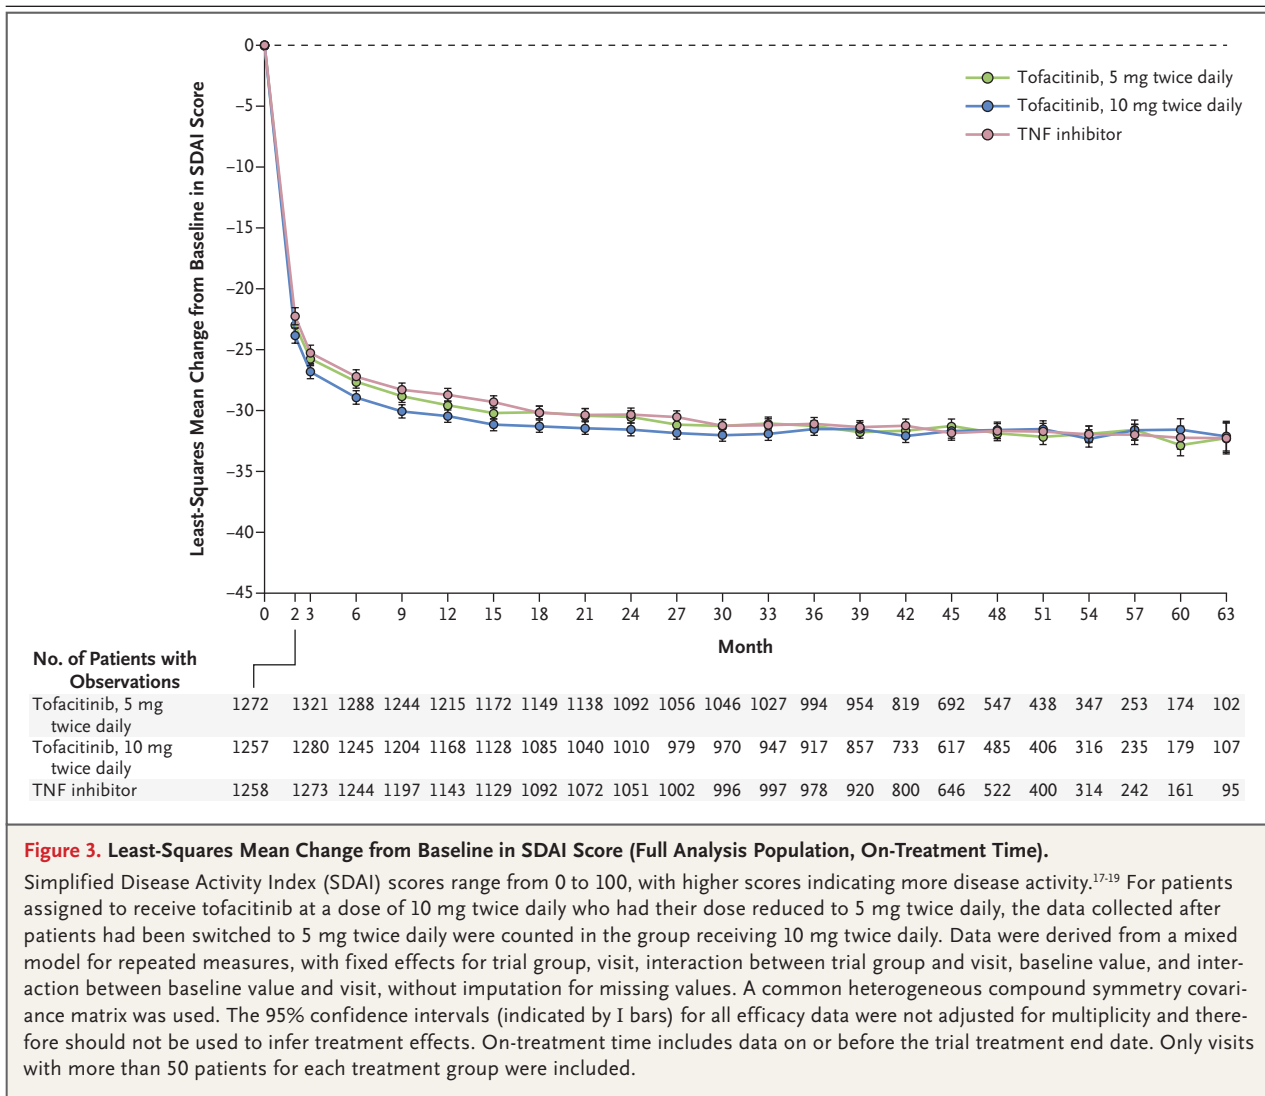 Least-Squares Mean Change from Baseline in SDAI Score
0
−5
−10
−15
−20
−25
−30
−35
−40
−45
Tofacitinib, 5 mg twice daily
Tofacitinib, 10 mg twice daily
TNF inhibitor
0 2 3 6 9 12 15 18 21 24 27 30 33 36 39 42 45 48 51 54 57 60 63
Month
No. of Patients with
Observations
Tofacitinib, 5 mg 1272 1321 1288 1244 1215 1172 1149 1138 1092 1056 1046 1027 994 954 819 692 547 438 347 253 174 102
twice daily
Tofacitinib, 10 mg 1257 1280 1245 1204 1168 1128 1085 1040 1010 979 970 947 917 857 733 617 485 406 316 235 179 107
twice daily
TNF inhibitor 1258 1273 1244 1197 1143 1129 1092 1072 1051 1002 996 997 978 920 800 646 522 400 314 242 161 95
Figure 3. Least-Squares Mean Change from Baseline in SDAI Score (Full Analysis Population, On-Treatment Time).
Simplified Disease Activity Index (SDAI) scores range from 0 to 100, with higher scores indicating more disease activity.17-19 For patients
assigned to receive tofacitinib at a dose of 10 mg twice daily who had their dose reduced to 5 mg twice daily, the data collected after
patients had been switched to 5 mg twice daily were counted in the group receiving 10 mg twice daily. Data were derived from a mixed
model for repeated measures, with fixed effects for trial group, visit, interaction between trial group and visit, baseline value, and inter-
action between baseline value and visit, without imputation for missing values. A common heterogeneous compound symmetry covari-
ance matrix was used. The 95% confidence intervals (indicated by I bars) for all efficacy data were not adjusted for multiplicity and there-
fore should not be used to infer treatment effects. On-treatment time includes data on or before the trial treatment end date. Only visits
with more than 50 patients for each treatment group were included.